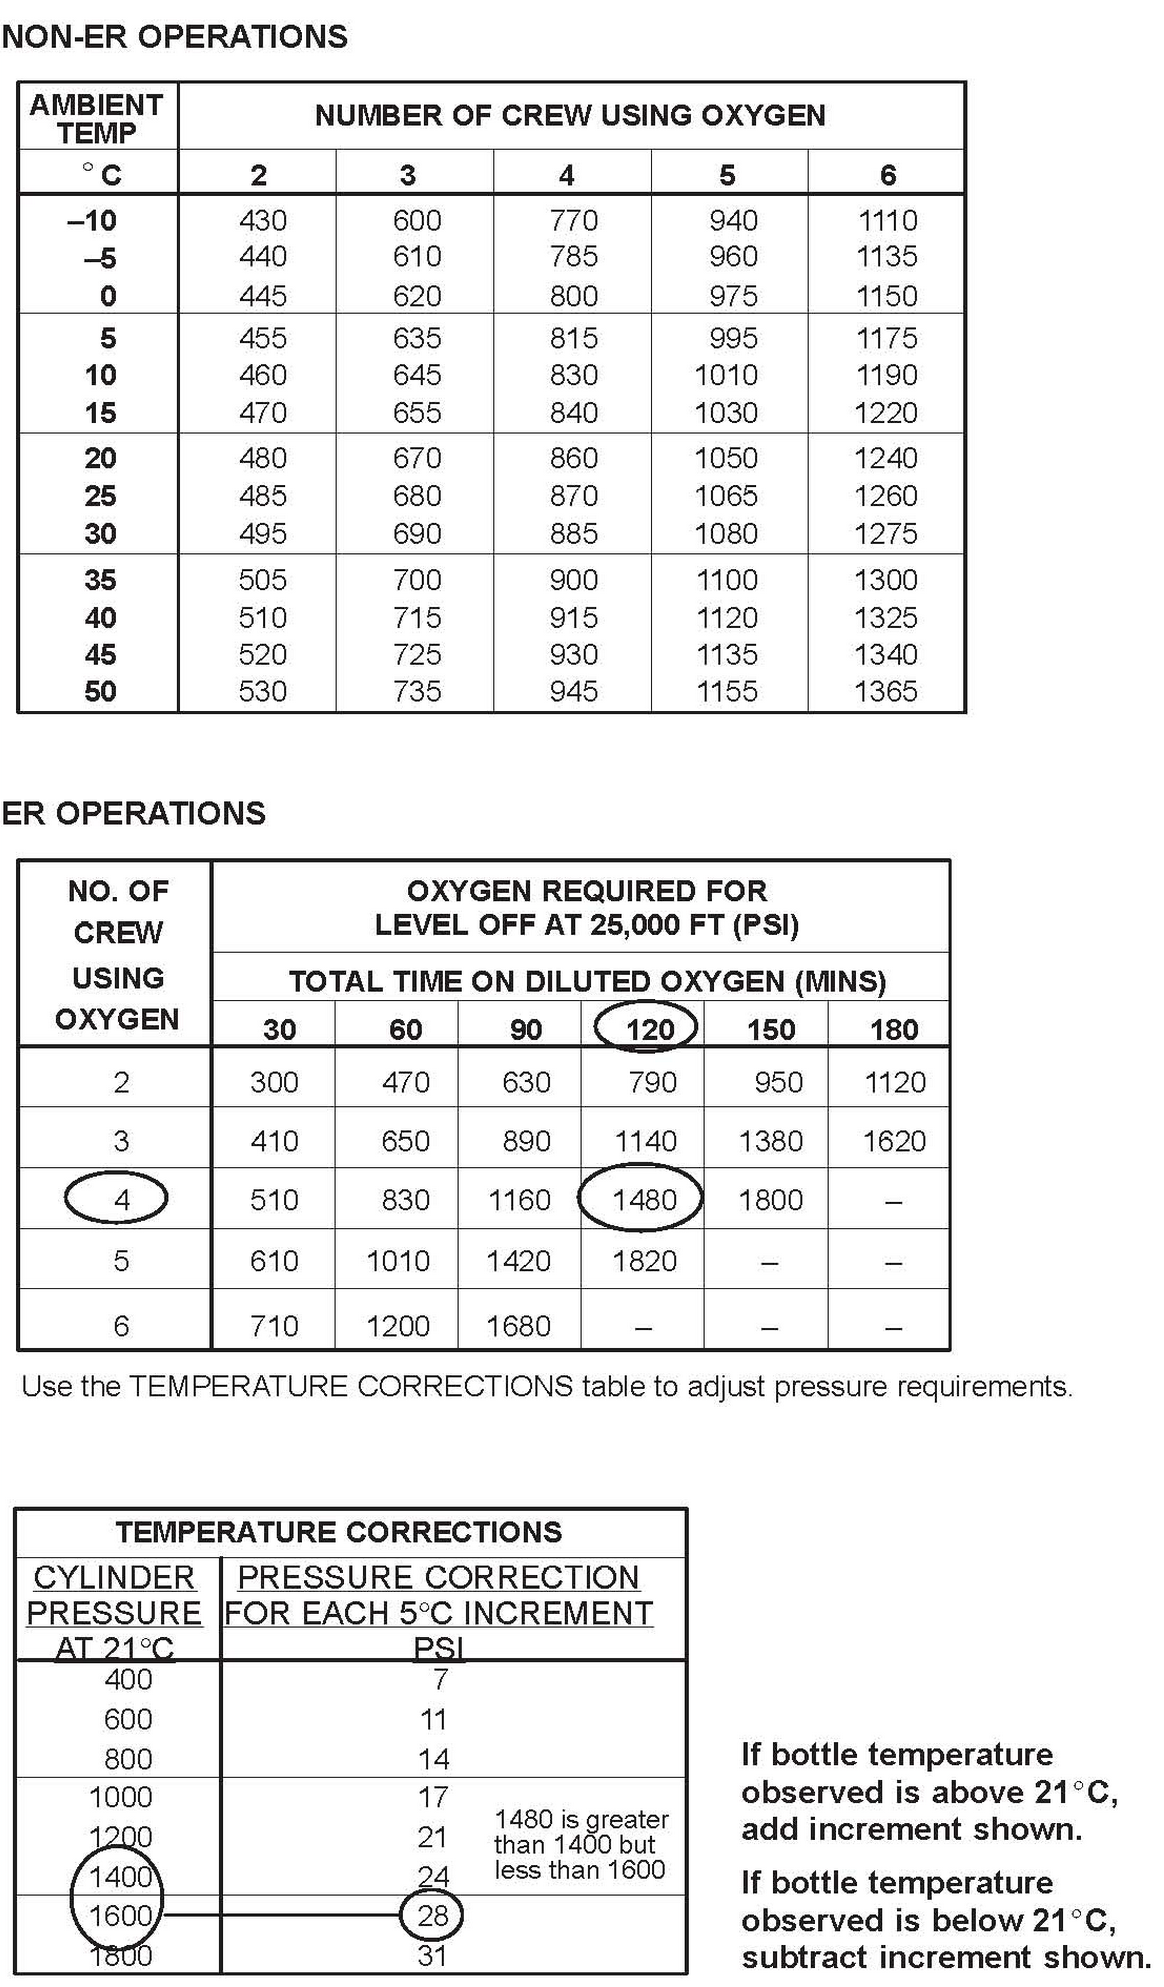 NON-ER OPERATIONS
AMBIENT TEMP NUMBER OF CREW USING OXYGEN
° C 2 3 4 5 6
–10 430 600 770 940 1110
–5 440 610 785 960 1135
0 445 620 800 975 1150
5 455 635 815 995 1175
10 460 645 830 1010 1190
15 470 655 840 1030 1220
20 480 670 860 1050 1240
25 485 680 870 1065 1260
30 495 690 885 1080 1275
35 505 700 900 1100 1300
40 510 715 915 1120 1325
45 520 725 930 1135 1340
50 530 735 945 1155 1365
ER OPERATIONS
NO. OF
CREW
USING
OXYGEN
OXYGEN REQUIRED FOR
LEVEL OFF AT 25,000 FT (PSI)
TOTAL TIME ON DILUTED OXYGEN (MINS)
30 60 90 120 150 180
2 300 470 630 790 950 1120
3 410 650 890 1140 1380 1620
4 510 830 1160 1480 1800 –
5 610 1010 1420 1820 – –
6 710 1200 1680 – – –
Use the TEMPERATURE CORRECTIONS table to adjust pressure requirements.
TEMPERATURE CORRECTIONS
CYLINDER PRESSURE CORRECTION
PRESSURE FOR EACH 5°C INCREMENT
AT 21°C PSI
400 7
600 11
800 14
1000 17
1200 21
1400 24
1600 28
1800 31
1480 is greater
than 1400 but
less than 1600
If bottle temperature
observed is above 21°C,
add increment shown.
If bottle temperature
observed is below 21°C,
subtract increment shown.